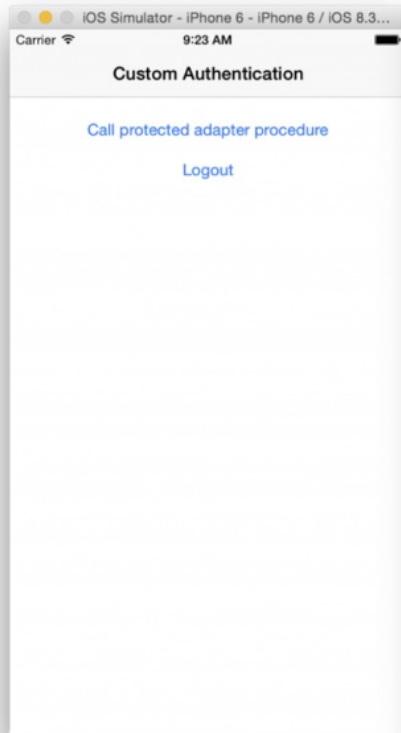 iOS Simulator - iPhone 6 - iPhone 6 / iOS 8.3...
Carrier 9:23 AM
Custom Authentication
Call protected adapter procedure
Logout